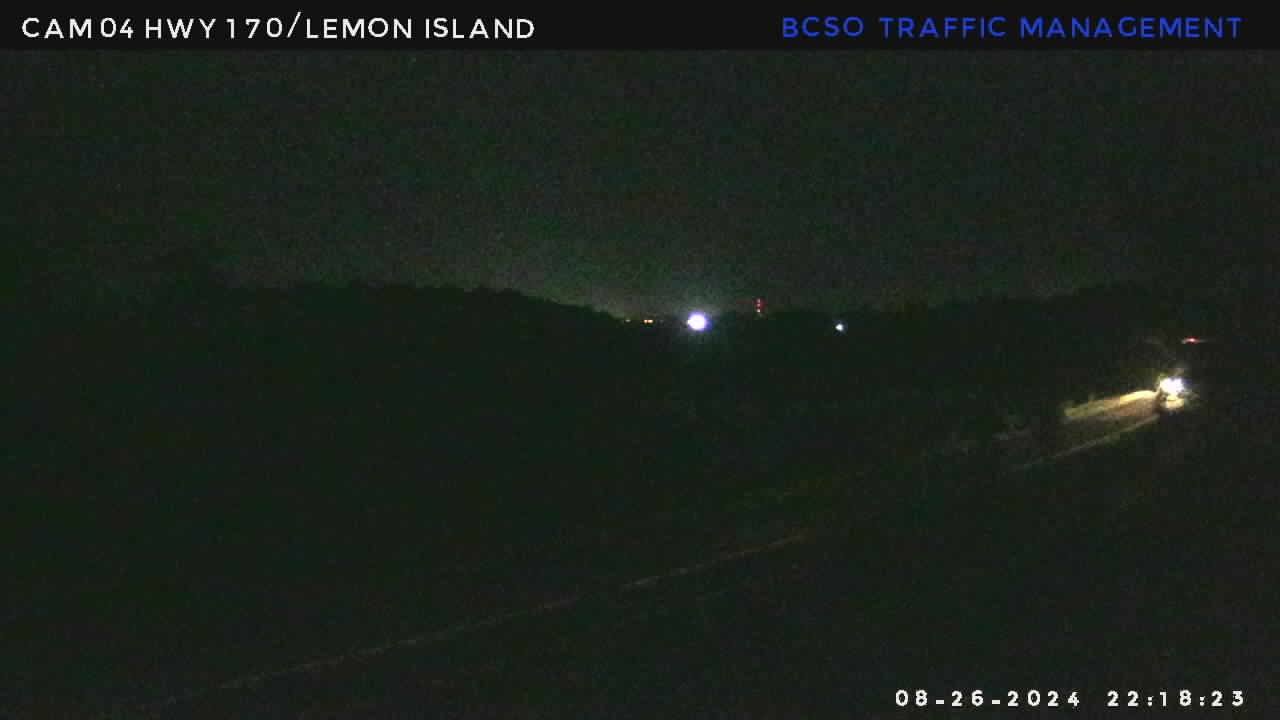 CAM04 HWY 170/LEMON ISLAND
BCSO TRAFFIC MANAGEMENT
08-26-2024 22:18:23